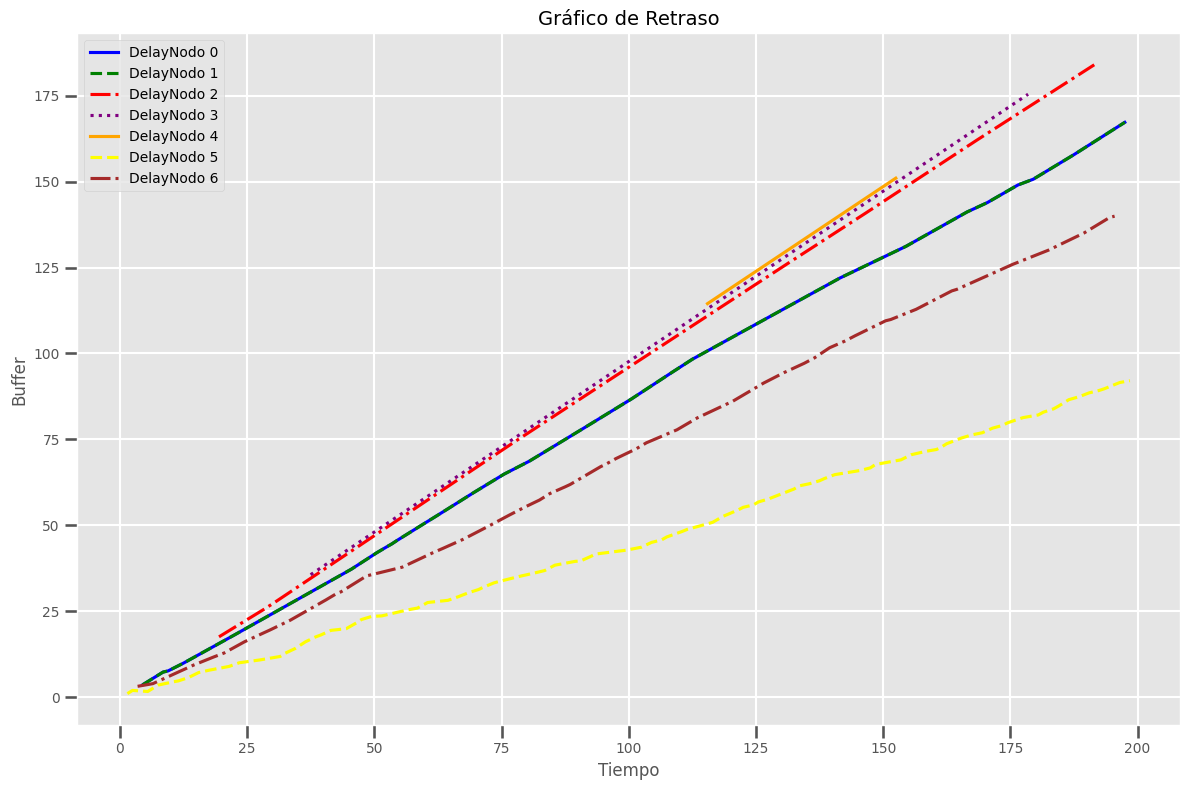 Gráfico de Retraso
DelayNodo 0
DelayNodo 1
DelayNodo 2
DelayNodo 3
DelayNodo 4
DelayNodo 5
DelayNodo 6
Buffer
175
150
125
100
75
50
25
0
0 25 50 75 100 125 150 175 200
Tiempo